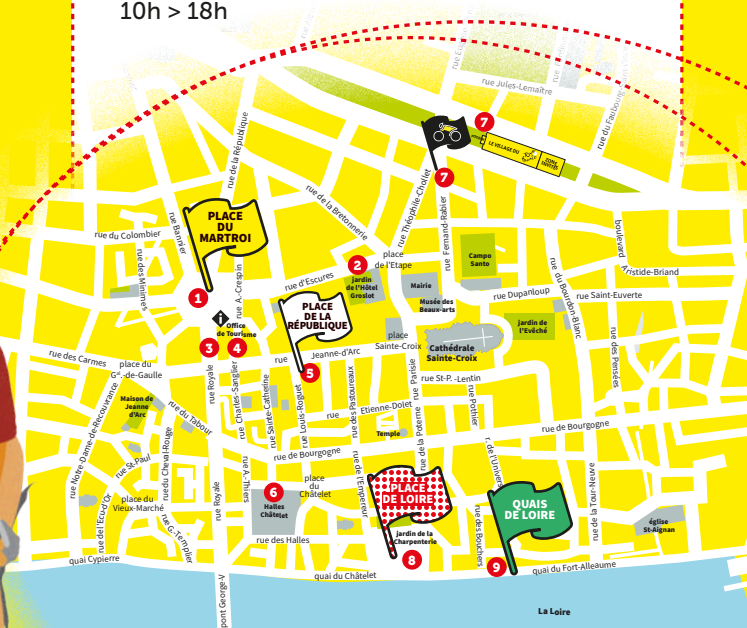 10h > 18h
rue Jules-Lemaître
rue du Faubourg
7
LE VILLAGE DU
rue de la République
7
rue Théophile-Chollet
rue Fernand-Rabier
rue de la Bretonnerie
PLACE
DU
MARTROI
rue Bannier
rue du Colombier
rue des Minimes
1
rue A.-Crespin
rue d'Escures
2
place
de l'Etape
jardin
de l'Hôtel
Groslot
Mairie
Musée des
Beaux-arts
Campo
Santo
boulevard
Aristide-Briand
rue Dupanloup
rue du Bourdon-Blanc
rue Saint-Euverte
jardin de
l'Evêché
PLACE
DE LA
RÉPUBLIQUE
i
Office
de Tourisme
3
4
5
rue
Jeanne-d'Arc
place
Sainte-Croix
Cathédrale
Sainte-Croix
rue des Pensées
rue des Carmes
place du
Gal.-de-Gaulle
rue Royale
rue Charles-Sanglier
rue Sainte-Catherine
rue Louis-Roguet
rue des Pastoureaux
rue Parisie
rue St-P. -Lentin
rue Pothier
Maison de
Jeanne
d'Arc
rue Notre-Dame-de-Recouvrance
rue du Tabour
rue
Etienne-Dolet
Temple
rue de Bourgogne
rue de Bourgogne
rue de la Poterne
r. de l'Univers
rue St-Paul
rue du Cheval-Rouge
rue Royale
rue A.-Thiers
6
Halles
Châtelet
place
du
Châtelet
rue de l'Empereur
PLACE
DE LOIRE
QUAIS
DE LOIRE
rue de la Tour-Neuve
place du
Vieux-Marché
rue de l'Ecu d'Or
rue G.-Templier
rue des Halles
jardin de la
Charpenterie
8
rue des Bouchers
9
église
St-Aignan
quai Cypierre
pont George-V
quai du Châtelet
quai du Fort-Alleaume
La Loire